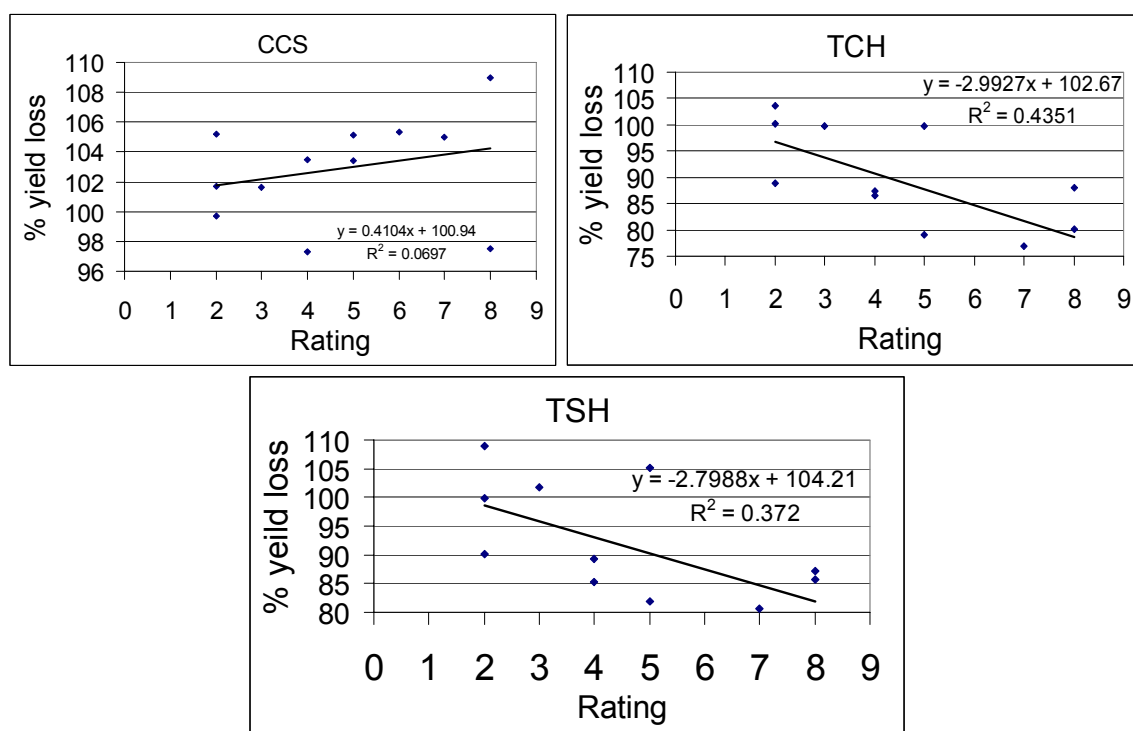 CCS
110
108
106
104
102
100
98
96
% yield loss
y = 0.4104x + 100.94
R² = 0.0697
0 1 2 3 4 5 6 7 8 9
Rating
TCH
110
105
100
95
90
85
80
75
% yield loss
y = -2.9927x + 102.67
R² = 0.4351
0 1 2 3 4 5 6 7 8 9
Rating
TSH
110
105
100
95
90
85
80
% yeild loss
y = -2.7988x + 104.21
R² = 0.372
0 1 2 3 4 5 6 7 8 9
Rating